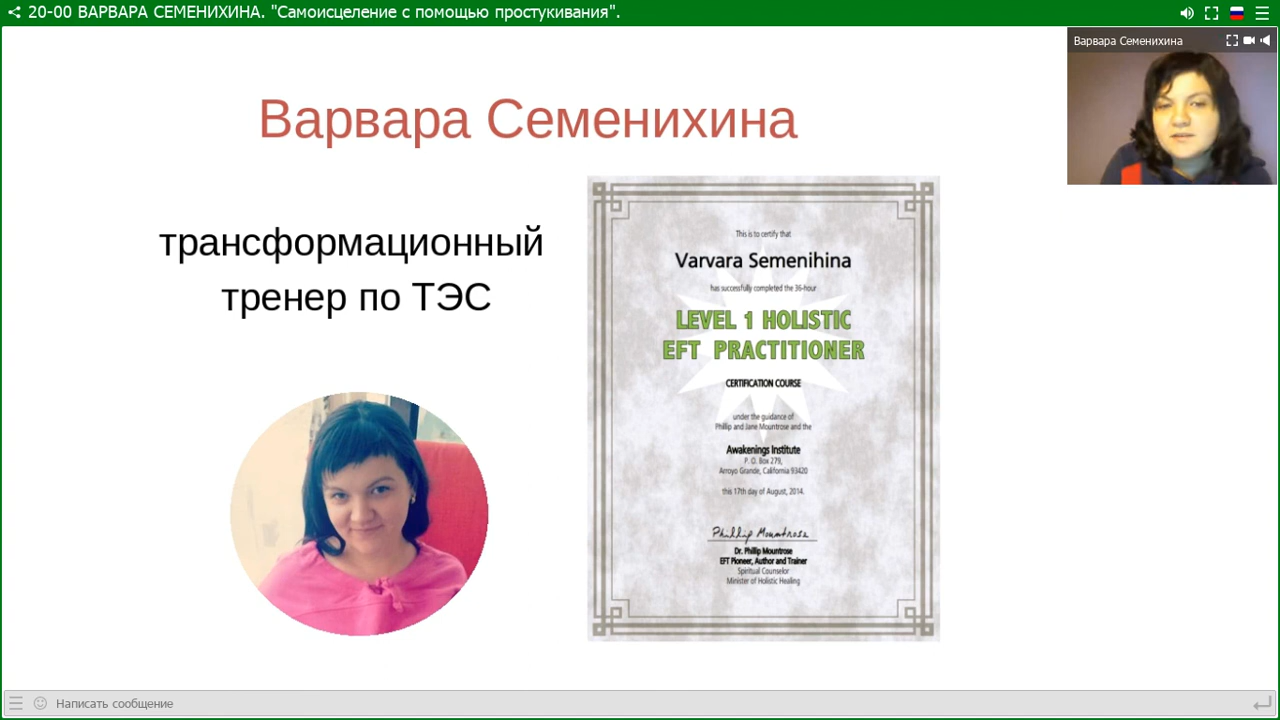 20-00 ВАРВАРА СЕМЕНИХИНА. "Самоисцеление с помощью простукивания".
Варвара Семенихина
Варвара Семенихина
трансформационный
тренер по ТЭС
This is to certify that
Varvara Semenihina
has successfully completed the 36-hour
LEVEL 1 HOLISTIC
EFT PRACTITIONER
CERTIFICATION COURSE
under the guidance of
Phillip and Jane Mountrose and the
Awakenings Institute
P. O. Box 279,
Arroyo Grande, California 93420
this 17th day of August, 2014.
Phillip Mountrose
Dr. Phillip Mountrose
EFT Pioneer, Author and Trainer
Spiritual Counselor
Minister of Holistic Healing
Написать сообщение